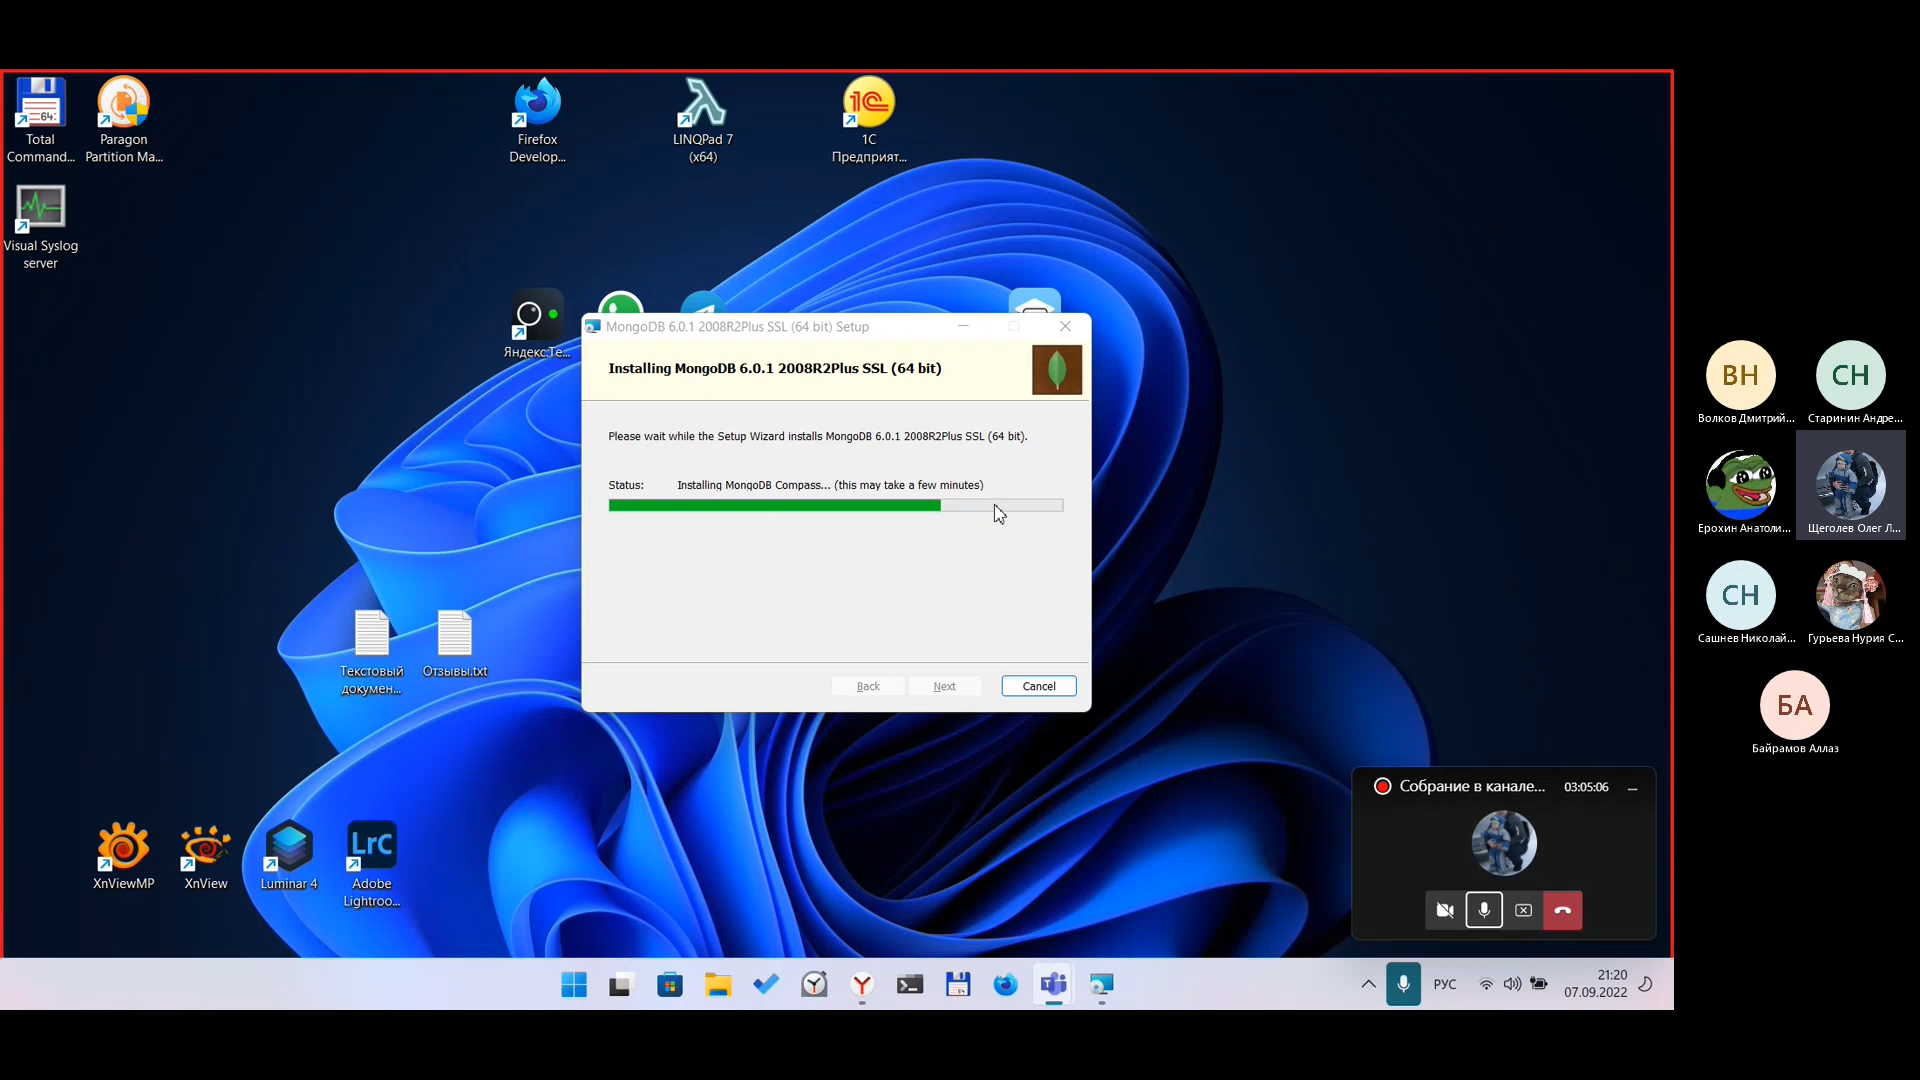 Total
Command...
Paragon
Partition Ma...
Firefox
Develop...
LINQPad 7
(x64)
1C
Предприят...
64
Visual Syslog
server
Яндекс.Те...
MongoDB 6.0.1 2008R2Plus SSL (64 bit) Setup
Installing MongoDB 6.0.1 2008R2Plus SSL (64 bit)
Please wait while the Setup Wizard installs MongoDB 6.0.1 2008R2Plus SSL (64 bit).
Status: Installing MongoDB Compass... (this may take a few minutes)
Back Next Cancel
Текстовый
докумен...
Отзывы.txt
XnViewMP
XnView
Luminar 4
LrC
Adobe
Lightroo...
Собрание в канале... 03:05:06
РУС
21:20
07.09.2022
ВН
Волков Дмитрий...
СН
Старинин Андре...
Ерохин Анатоли...
Щеголев Олег Л...
СН
Сашнев Николай...
Гурьева Нурия С...
БА
Байрамов Аллаз